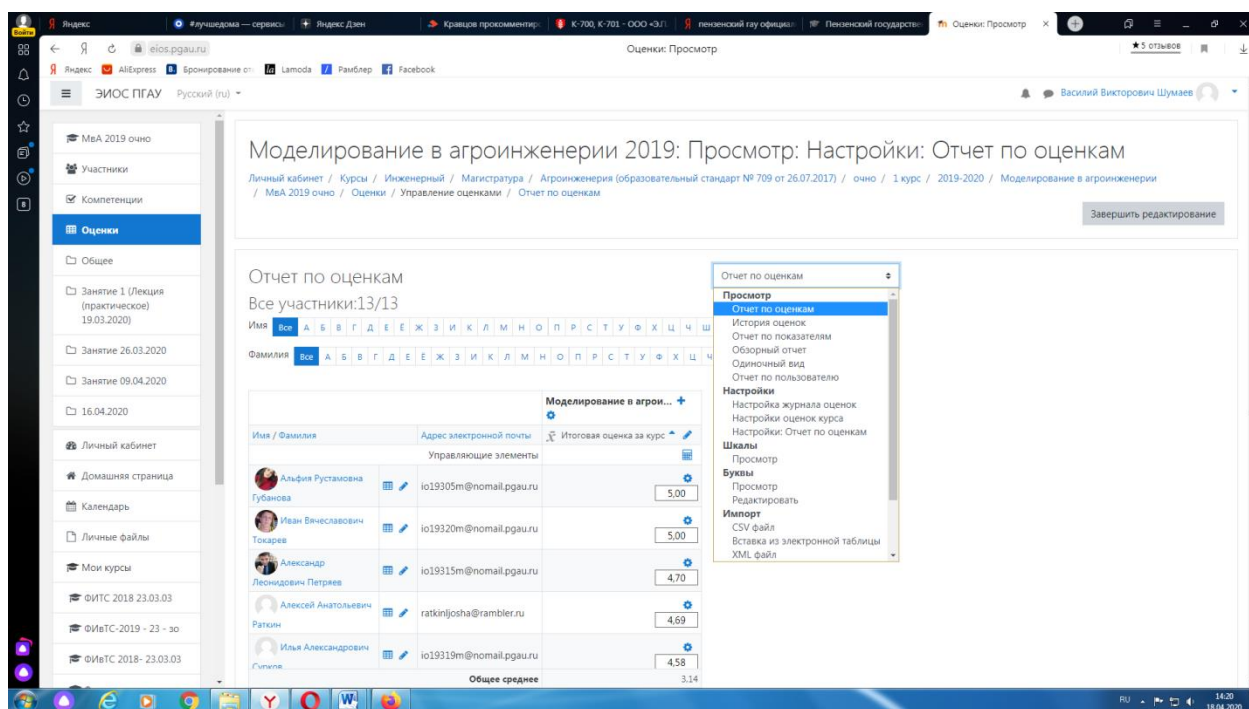 Войти
Яндекс
#лучшедома — сервисы
Яндекс Дзен
Кравцов прокомментир
К-700, К-701 - ООО «ЭЛ
пензенский гау официал
Пензенский государстве
Оценки: Просмотр
eios.pgau.ru
Оценки: Просмотр
★ 5 отзывов
Яндекс
AliExpress
Бронирование от
Lamoda
Рамблер
Facebook
ЭИОС ПГАУ
Русский (ru)
Василий Викторович Шумаев
МвА 2019 очно
Участники
Компетенции
Оценки
Общее
Занятие 1 (Лекция
(практическое)
19.03.2020)
Занятие 26.03.2020
Занятие 09.04.2020
16.04.2020
Личный кабинет
Домашняя страница
Календарь
Личные файлы
Мои курсы
ФИТС 2018 23.03.03
ФИвТС-2019 - 23 - зо
ФИвТС 2018- 23.03.03
Моделирование в агроинженерии 2019: Просмотр: Настройки: Отчет по оценкам
Личный кабинет / Курсы / Инженерный / Магистратура / Агроинженерия (образовательный стандарт № 709 от 26.07.2017) / очно / 1 курс / 2019-2020 / Моделирование в агроинженерии
/ МвА 2019 очно / Оценки / Управление оценками / Отчет по оценкам
Завершить редактирование
Отчет по оценкам
Все участники:13/13
Имя Все А Б В Г Д Е Ё Ж З И К Л М Н О П Р С Т У Ф Х Ц Ч Ш
Фамилия Все А Б В Г Д Е Ё Ж З И К Л М Н О П Р С Т У Ф Х Ц Ч
Моделирование в агрои...
Имя / Фамилия
Адрес электронной почты
Итоговая оценка за курс
Управляющие элементы
Альфия Рустамовна
Губанова
io19305m@nomail.pgau.ru
5,00
Иван Вячеславович
Токарев
io19320m@nomail.pgau.ru
5,00
Александр
Леонидович Петряев
io19315m@nomail.pgau.ru
4,70
Алексей Анатольевич
Раткин
ratkinljosha@rambler.ru
4,69
Илья Александрович
Сурков
io19319m@nomail.pgau.ru
4,58
Общее среднее
3,14
Отчет по оценкам
Просмотр
Отчет по оценкам
История оценок
Отчет по показателям
Обзорный отчет
Одиночный вид
Отчет по пользователю
Настройки
Настройка журнала оценок
Настройки оценок курса
Настройки: Отчет по оценкам
Шкалы
Просмотр
Буквы
Просмотр
Редактировать
Импорт
CSV файл
Вставка из электронной таблицы
XML файл
RU
14:20
18.04.2020